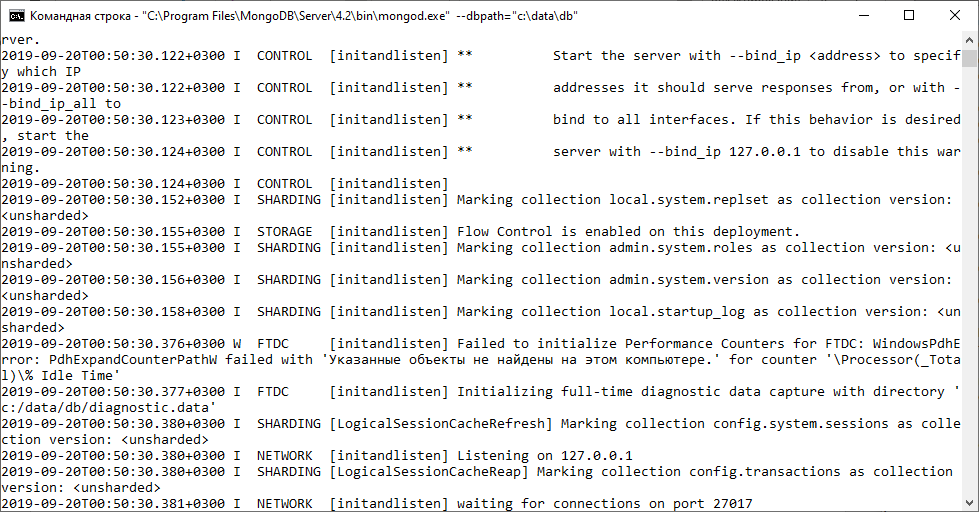 Командная строка - "C:\Program Files\MongoDB\Server\4.2\bin\mongod.exe" --dbpath="c:\data\db"
rver.
2019-09-20T00:50:30.122+0300 I  CONTROL  [initandlisten] **          Start the server with --bind_ip <address> to specif
y which IP
2019-09-20T00:50:30.122+0300 I  CONTROL  [initandlisten] **          addresses it should serve responses from, or with -
-bind_ip_all to
2019-09-20T00:50:30.123+0300 I  CONTROL  [initandlisten] **          bind to all interfaces. If this behavior is desired
, start the
2019-09-20T00:50:30.124+0300 I  CONTROL  [initandlisten] **          server with --bind_ip 127.0.0.1 to disable this war
ning.
2019-09-20T00:50:30.124+0300 I  CONTROL  [initandlisten]
2019-09-20T00:50:30.152+0300 I  SHARDING [initandlisten] Marking collection local.system.replset as collection version:
<unsharded>
2019-09-20T00:50:30.155+0300 I  STORAGE  [initandlisten] Flow Control is enabled on this deployment.
2019-09-20T00:50:30.155+0300 I  SHARDING [initandlisten] Marking collection admin.system.roles as collection version: <u
nsharded>
2019-09-20T00:50:30.156+0300 I  SHARDING [initandlisten] Marking collection admin.system.version as collection version:
<unsharded>
2019-09-20T00:50:30.158+0300 I  SHARDING [initandlisten] Marking collection local.startup_log as collection version: <un
sharded>
2019-09-20T00:50:30.376+0300 W  FTDC     [initandlisten] Failed to initialize Performance Counters for FTDC: WindowsPdhE
rror: PdhExpandCounterPathW failed with 'Указанные объекты не найдены на этом компьютере.' for counter '\Processor(_Tota
l)\% Idle Time'
2019-09-20T00:50:30.377+0300 I  FTDC     [initandlisten] Initializing full-time diagnostic data capture with directory '
c:/data/db/diagnostic.data'
2019-09-20T00:50:30.380+0300 I  SHARDING [LogicalSessionCacheRefresh] Marking collection config.system.sessions as colle
ction version: <unsharded>
2019-09-20T00:50:30.380+0300 I  NETWORK  [initandlisten] Listening on 127.0.0.1
2019-09-20T00:50:30.380+0300 I  SHARDING [LogicalSessionCacheReap] Marking collection config.transactions as collection
version: <unsharded>
2019-09-20T00:50:30.381+0300 I  NETWORK  [initandlisten] waiting for connections on port 27017